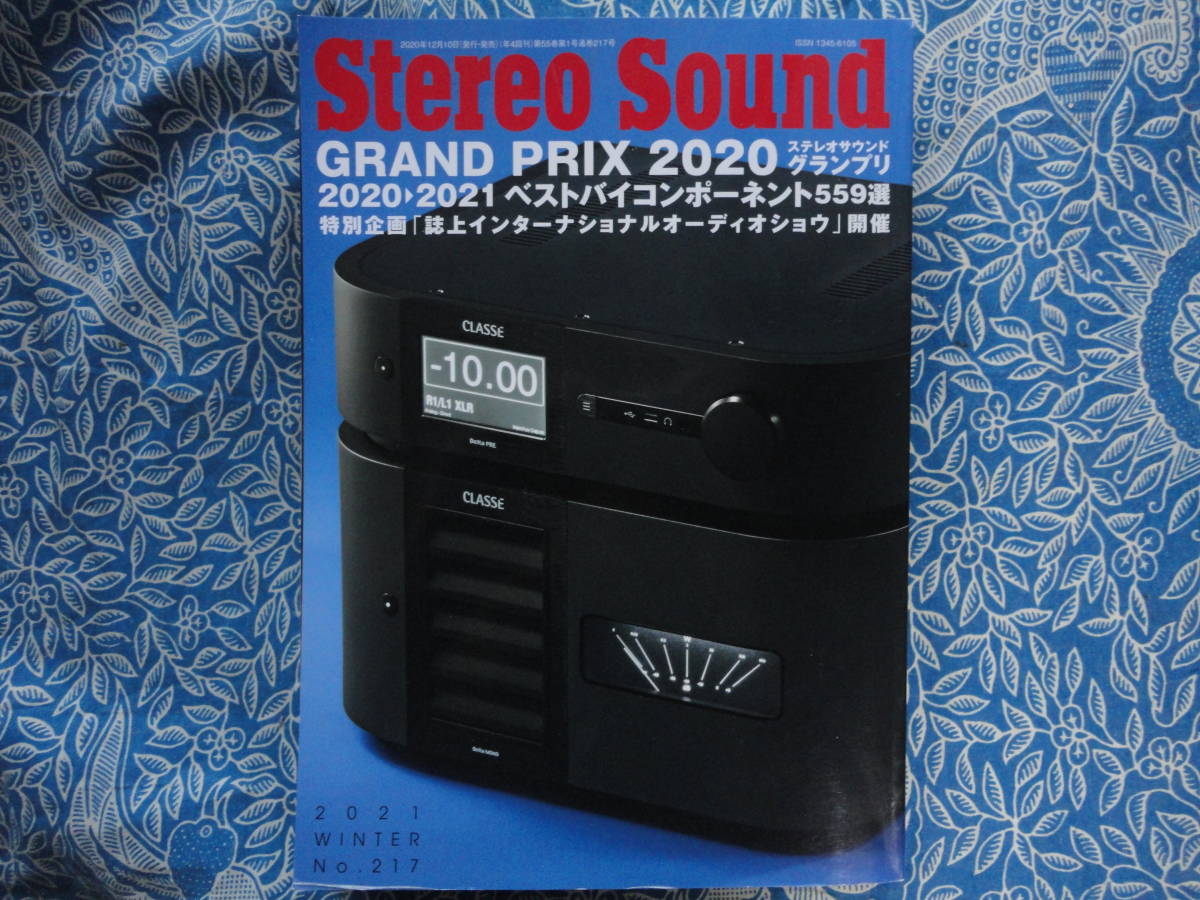 2020年12月10日(発行・発売)(年4回刊)第55巻第1号通巻217号
ISSN 1345-6105
Stereo Sound
GRAND PRIX 2020 ステレオサウンド
グランプリ
2020▶2021 ベストバイコンポーネント559選
特別企画「誌上インターナショナルオーディオショウ」開催
CLASSÉ
-10.00
R1/L1 XLR
Delta PRE
CLASSÉ
Delta MONO
2021
WINTER
No.217